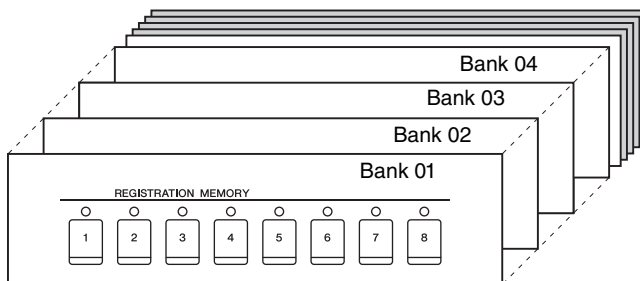 Bank 04
Bank 03
Bank 02
Bank 01
REGISTRATION MEMORY
1 2 3 4 5 6 7 8